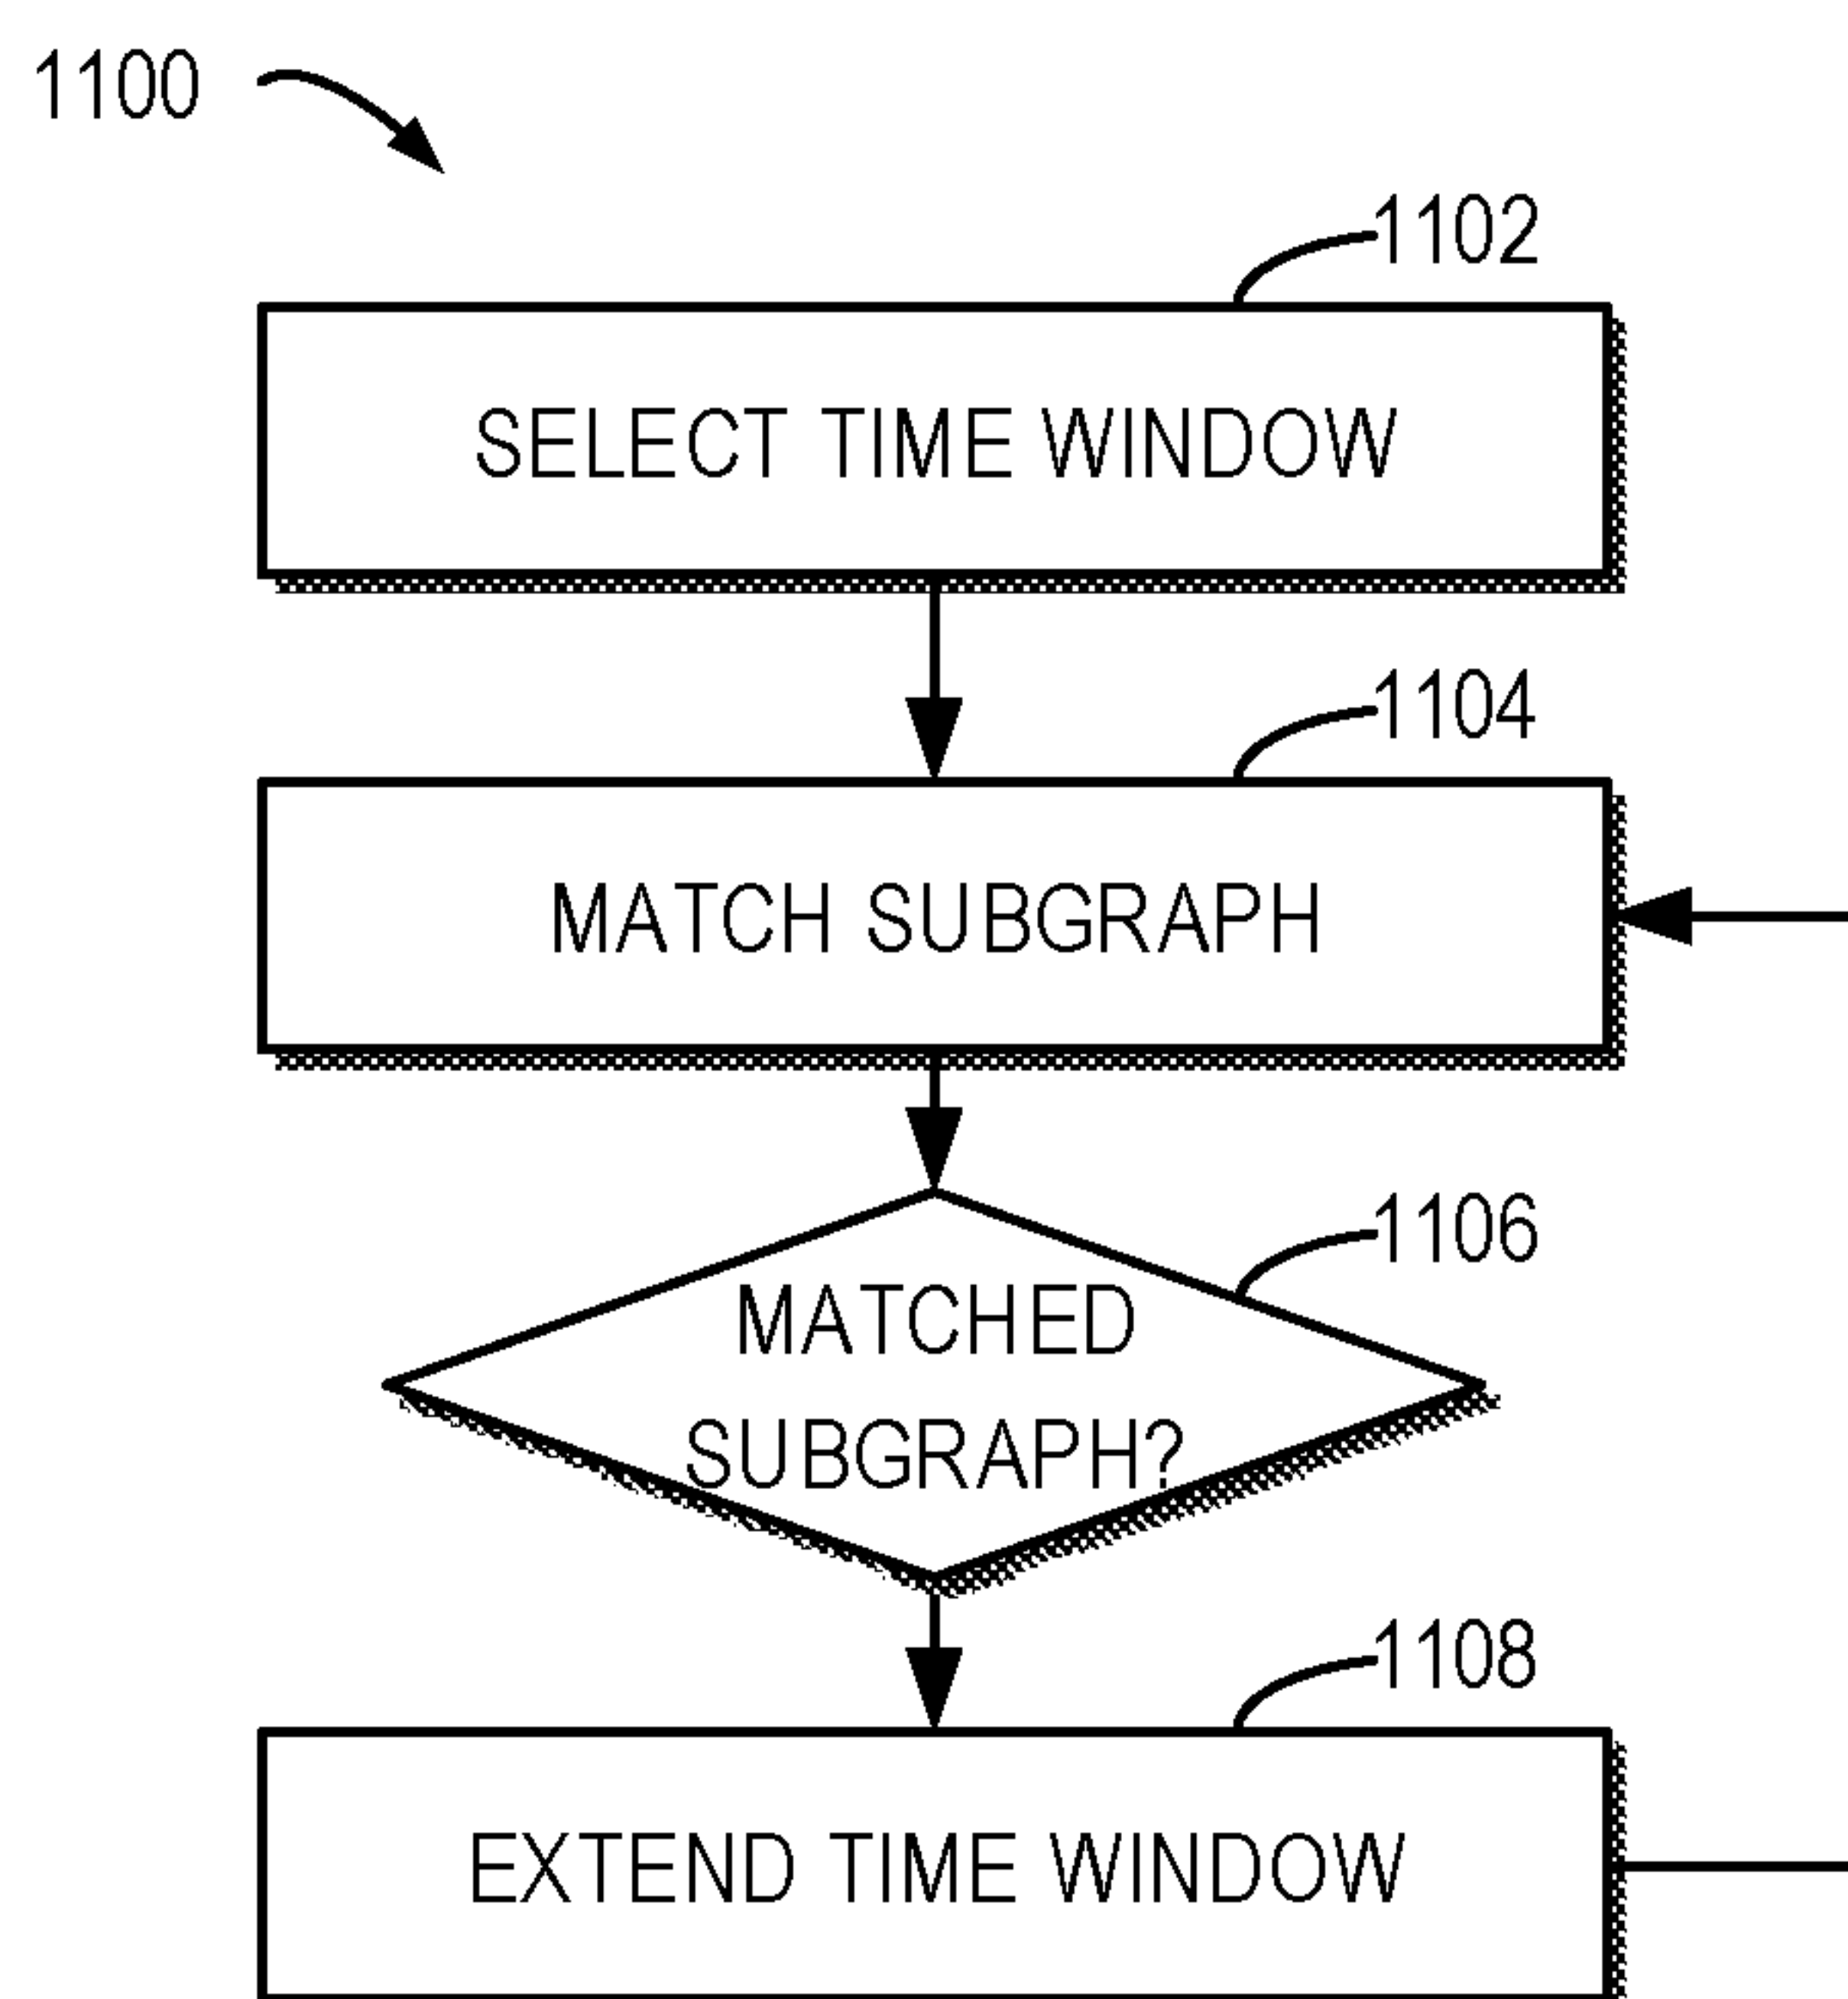 1100
1102
SELECT TIME WINDOW
1104
MATCH SUBGRAPH
1106
MATCHED
SUBGRAPH?
1108
EXTEND TIME WINDOW